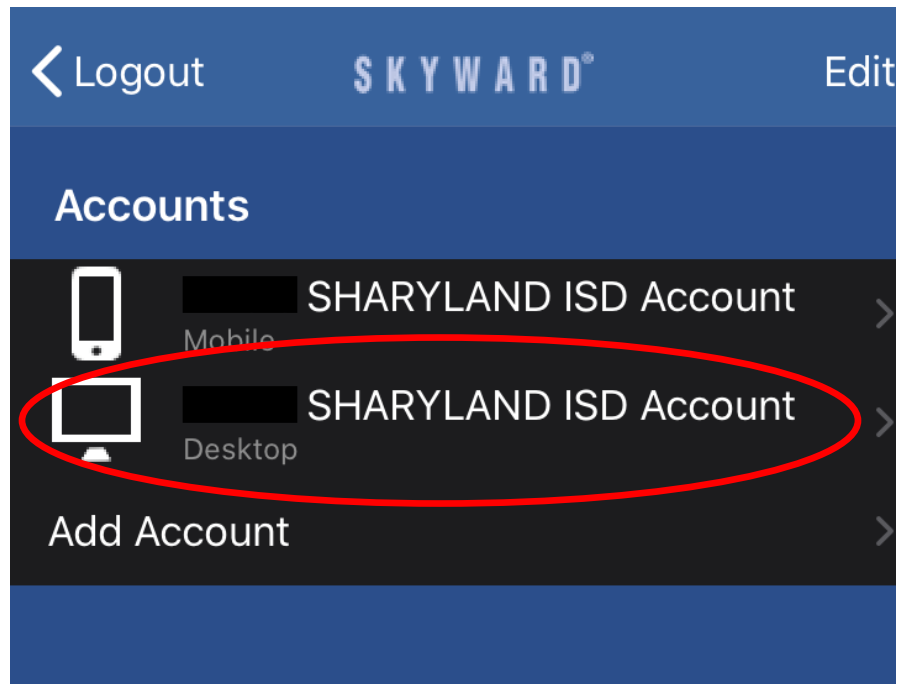 Logout SKYWARD® Edit
Accounts
SHARYLAND ISD Account
Mobile
SHARYLAND ISD Account
Desktop
Add Account